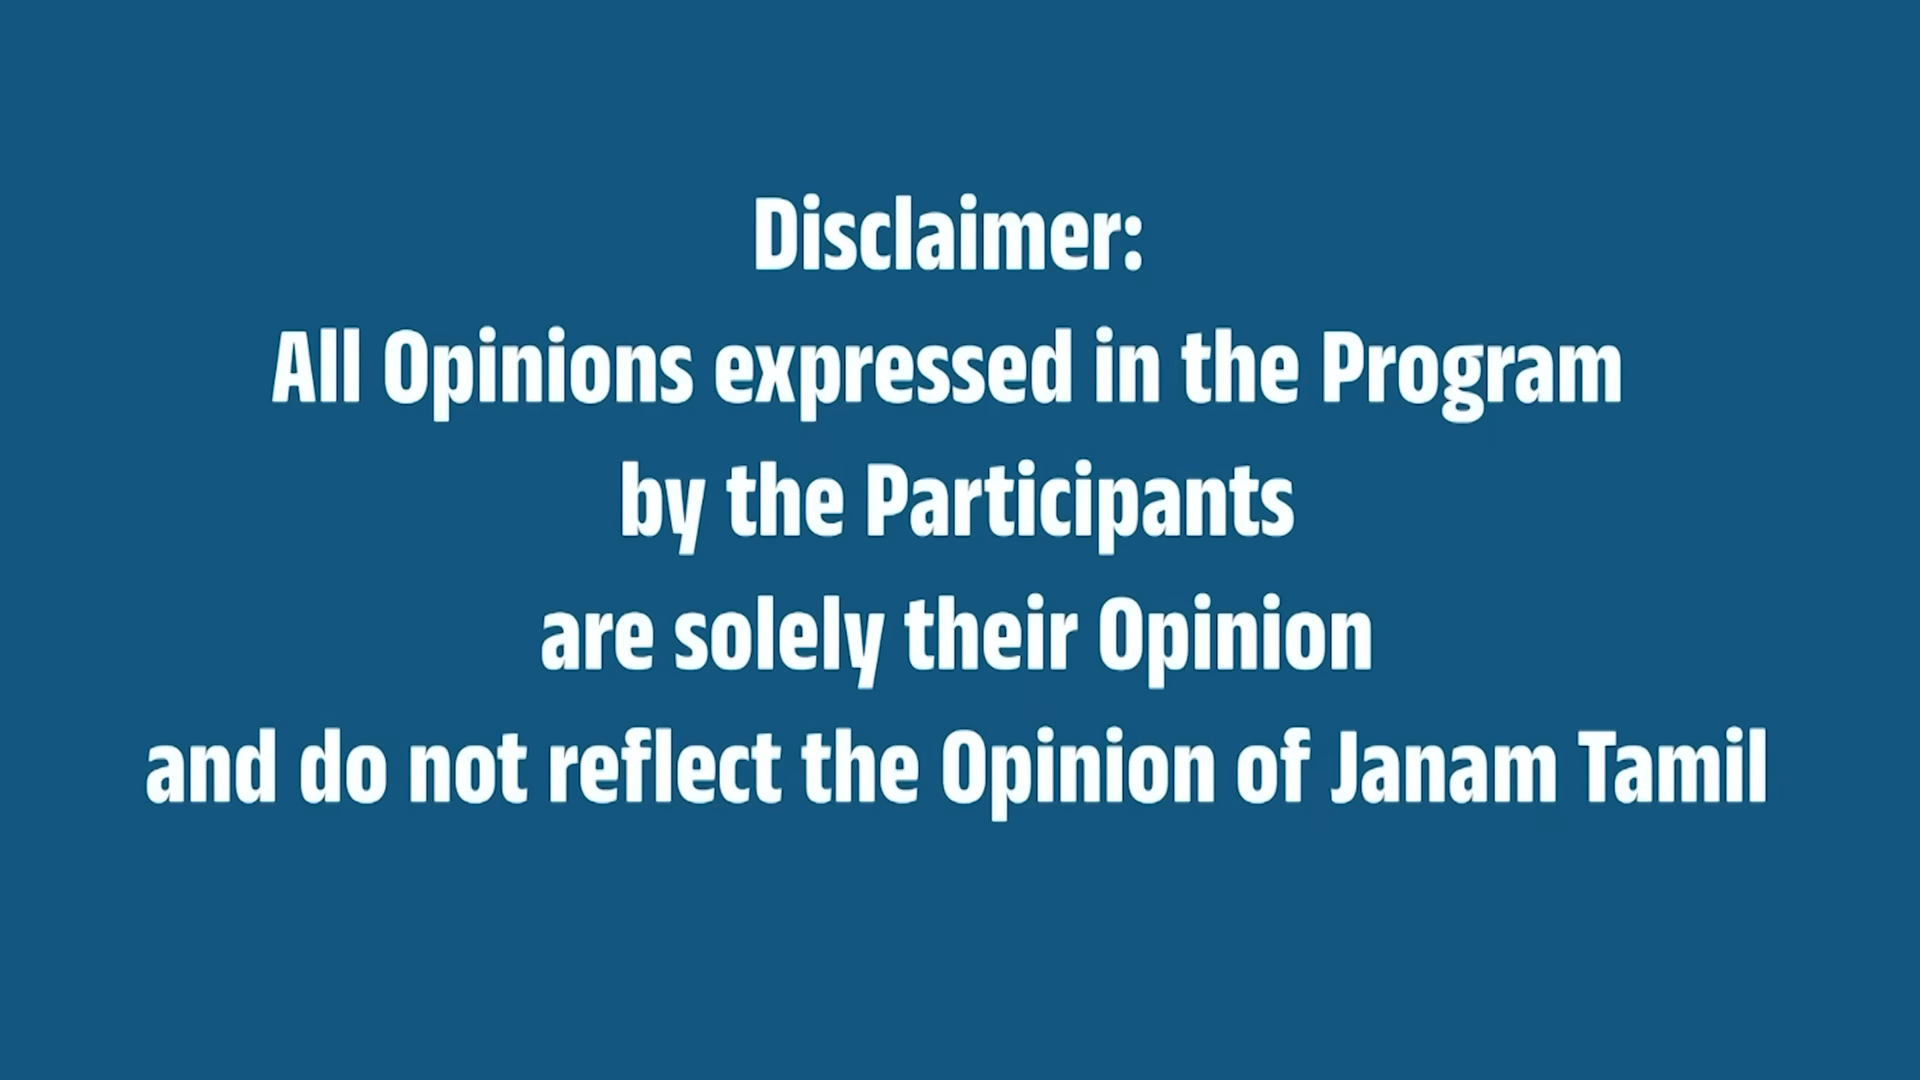 Disclaimer:
All Opinions expressed in the Program
by the Participants
are solely their Opinion
and do not reflect the Opinion of Janam Tamil